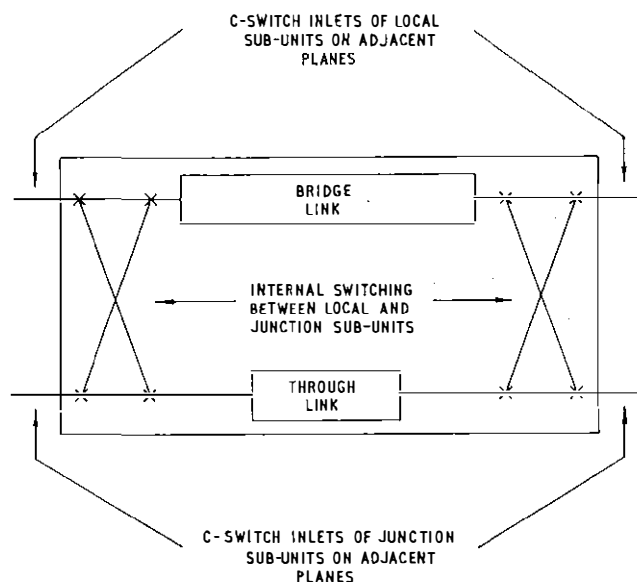 C-SWITCH INLETS OF LOCAL
SUB-UNITS ON ADJACENT
PLANES
BRIDGE
LINK
INTERNAL SWITCHING
BETWEEN LOCAL AND
JUNCTION SUB-UNITS
THROUGH
LINK
C-SWITCH INLETS OF JUNCTION
SUB-UNITS ON ADJACENT
PLANES